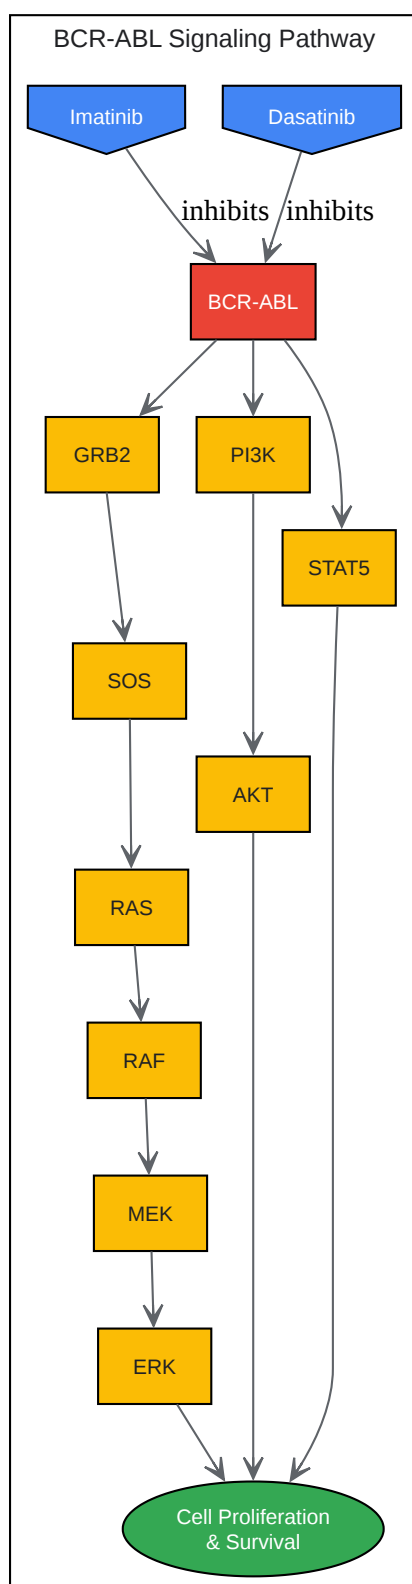 BCR-ABL Signaling Pathway
Imatinib
Dasatinib
inhibits
inhibits
BCR-ABL
GRB2
PI3K
STAT5
SOS
AKT
RAS
RAF
MEK
ERK
Cell Proliferation
& Survival